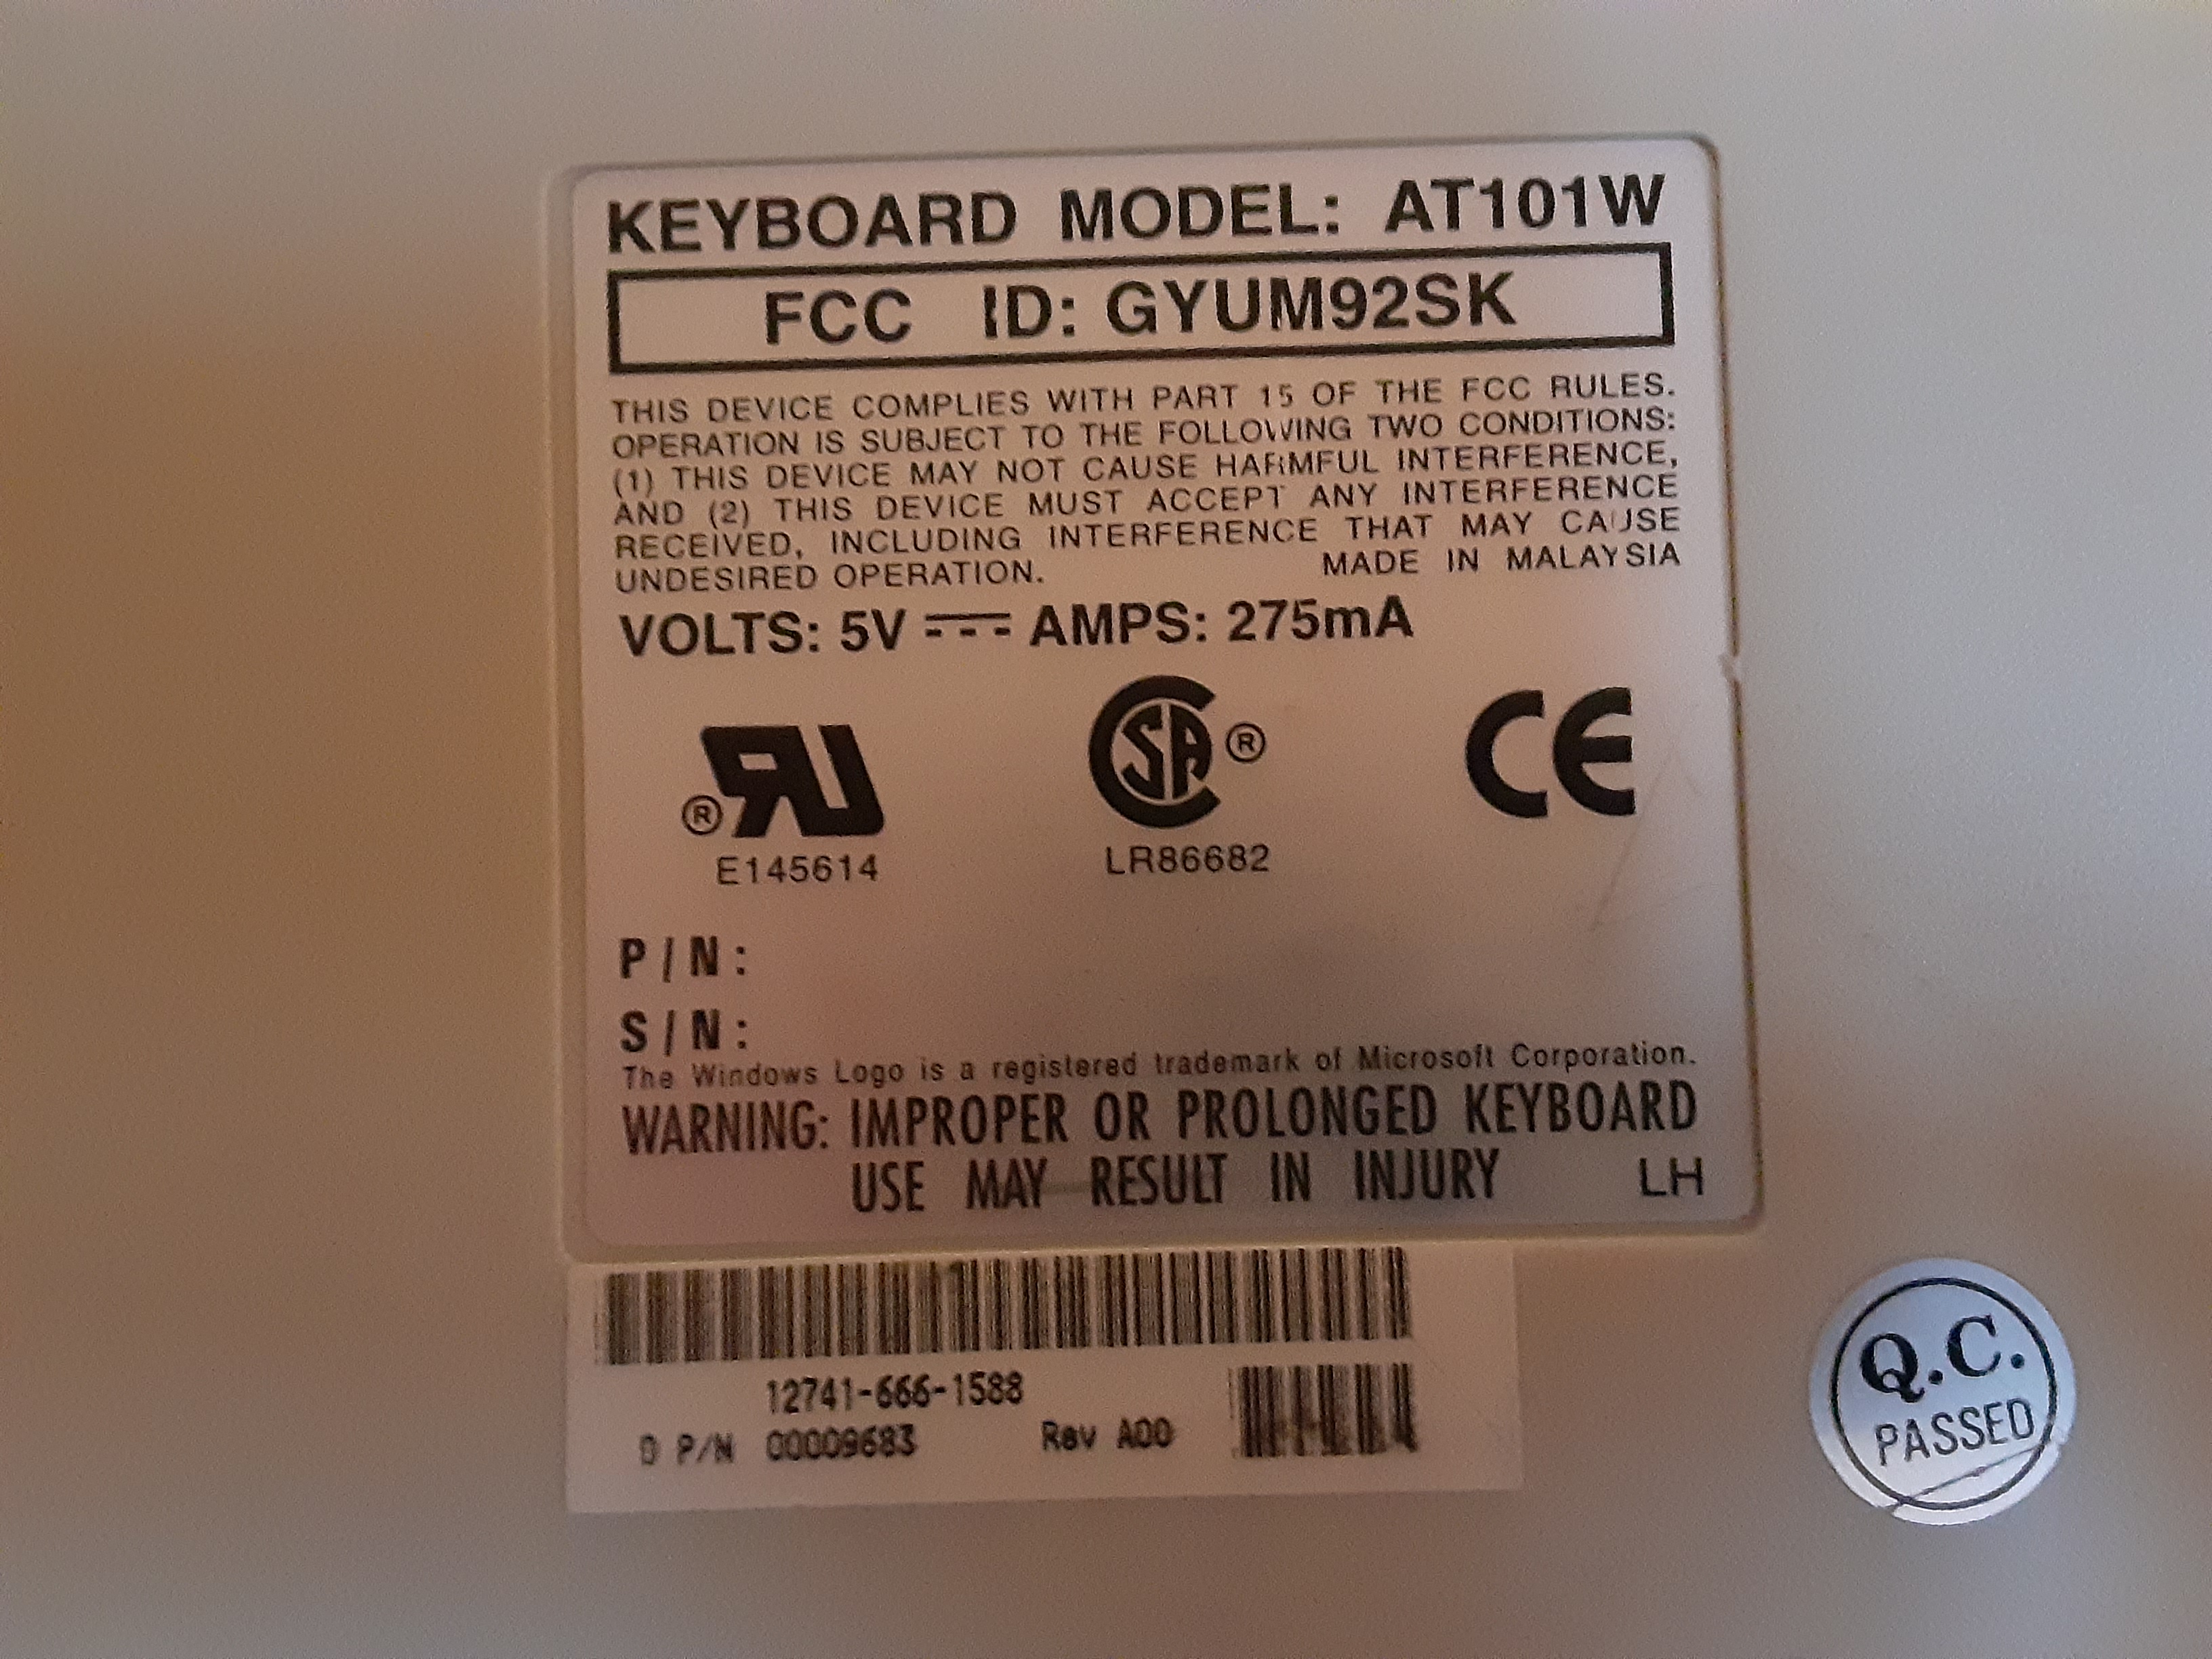 KEYBOARD MODEL: AT101W
FCC ID: GYUM92SK
THIS DEVICE COMPLIES WITH PART 15 OF THE FCC RULES.
OPERATION IS SUBJECT TO THE FOLLOWING TWO CONDITIONS:
(1) THIS DEVICE MAY NOT CAUSE HARMFUL INTERFERENCE,
AND (2) THIS DEVICE MUST ACCEPT ANY INTERFERENCE
RECEIVED, INCLUDING INTERFERENCE THAT MAY CAUSE
UNDESIRED OPERATION. MADE IN MALAYSIA
VOLTS: 5V AMPS: 275mA
® RU SA ® CE
E145614 LR86682
P/N:
S/N:
The Windows Logo is a registered trademark of Microsoft Corporation.
WARNING: IMPROPER OR PROLONGED KEYBOARD
USE MAY RESULT IN INJURY LH
12741-666-1588
D P/N 00009683 Rev A00
Q.C.
PASSED